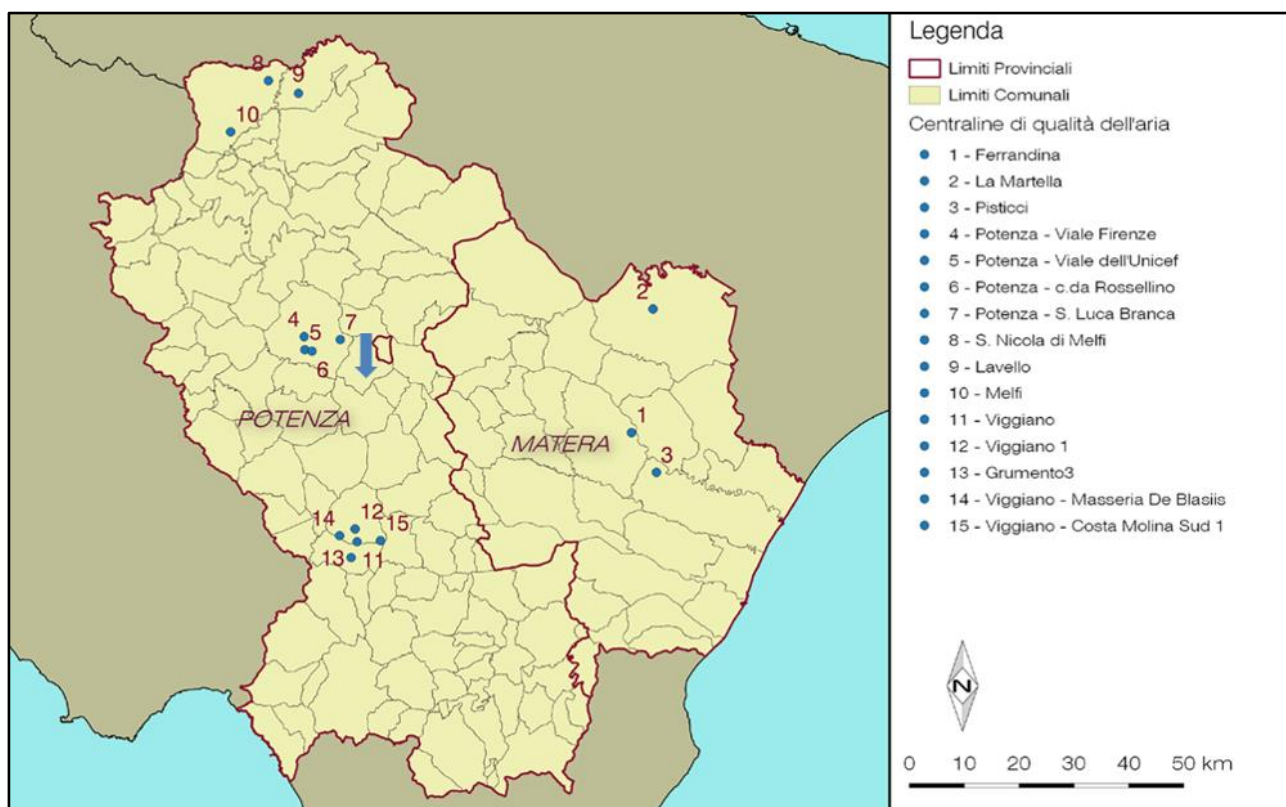 8
9
10
2
4
5
7
6
POTENZA
1
MATERA
3
12
14
15
13
11
Legenda
Limiti Provinciali
Limiti Comunali
Centraline di qualità dell'aria
1 - Ferrandina
2 - La Martella
3 - Pisticci
4 - Potenza - Viale Firenze
5 - Potenza - Viale dell'Unicef
6 - Potenza - c.da Rossellino
7 - Potenza - S. Luca Branca
8 - S. Nicola di Melfi
9 - Lavello
10 - Melfi
11 - Viggiano
12 - Viggiano 1
13 - Grumento3
14 - Viggiano - Masseria De Blasiis
15 - Viggiano - Costa Molina Sud 1
N
0 10 20 30 40 50 km